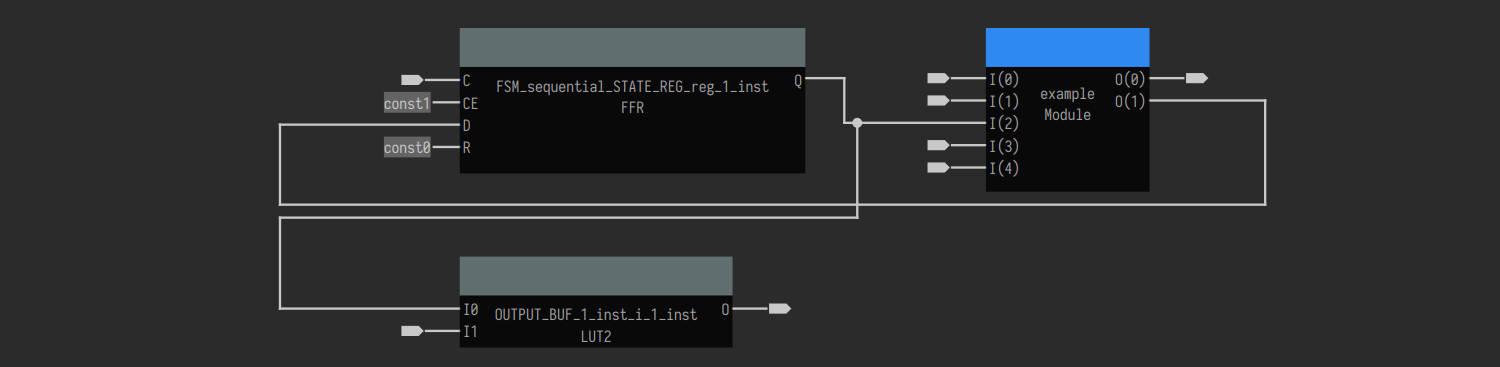 C
CE
D
R
const1
const0
FSM_sequential_STATE_REG_reg_1_inst
FFR
Q
I(0)
I(1)
I(2)
I(3)
I(4)
example
Module
O(0)
O(1)
I0
I1
OUTPUT_BUF_1_inst_i_1_inst
LUT2
O